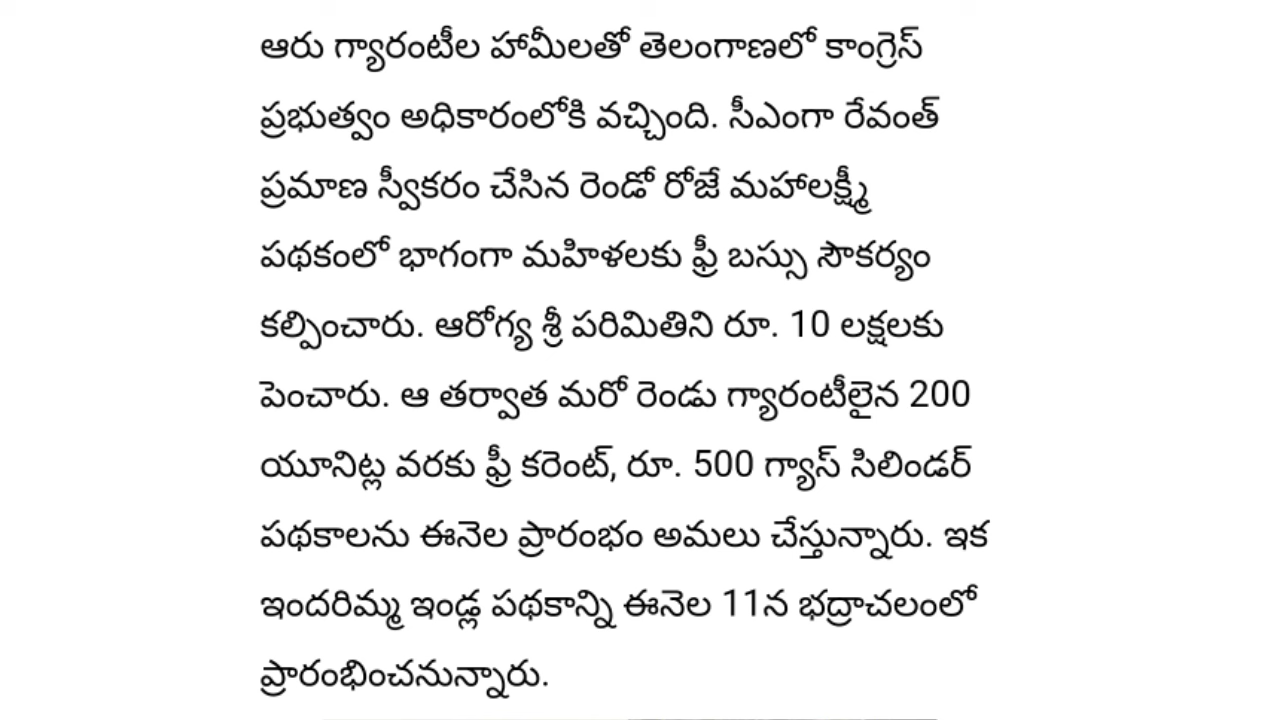 ఆరు గ్యారంటీల హామీలతో తెలంగాణలో కాంగ్రెస్
ప్రభుత్వం అధికారంలోకి వచ్చింది. సీఎంగా రేవంత్
ప్రమాణ స్వీకరం చేసిన రెండో రోజే మహాలక్ష్మీ
పథకంలో భాగంగా మహిళలకు ఫ్రీ బస్సు సౌకర్యం
కల్పించారు. ఆరోగ్య శ్రీ పరిమితిని రూ. 10 లక్షలకు
పెంచారు. ఆ తర్వాత మరో రెండు గ్యారంటీలైన 200
యూనిట్ల వరకు ఫ్రీ కరెంట్, రూ. 500 గ్యాస్ సిలిండర్
పథకాలను ఈనెల ప్రారంభం అమలు చేస్తున్నారు. ఇక
ఇందరిమ్మ ఇండ్ల పథకాన్ని ఈనెల 11న భద్రాచలంలో
ప్రారంభించనున్నారు.